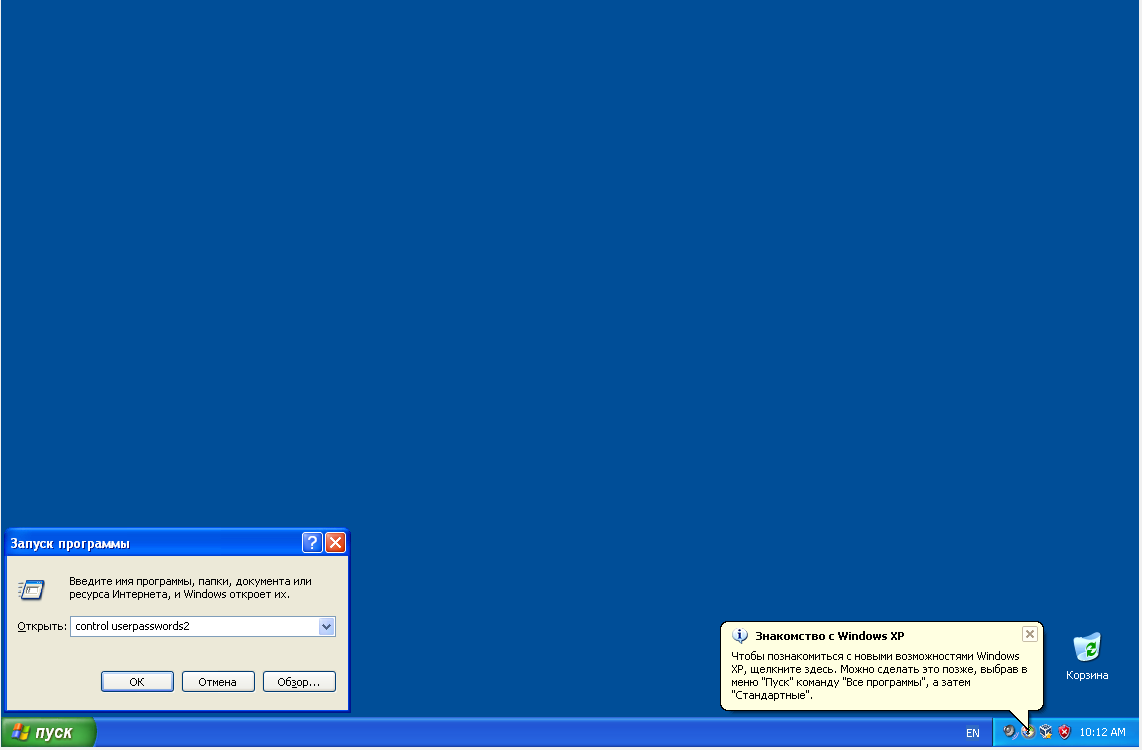 Запуск программы
Введите имя программы, папки, документа или
ресурса Интернета, и Windows откроет их.
Открыть: control userpasswords2
ОК Отмена Обзор...
Знакомство с Windows XP
Чтобы познакомиться с новыми возможностями Windows
XP, щелкните здесь. Можно сделать это позже, выбрав в
меню "Пуск" команду "Все программы", а затем
"Стандартные".
Корзина
пуск
EN
10:12 AM